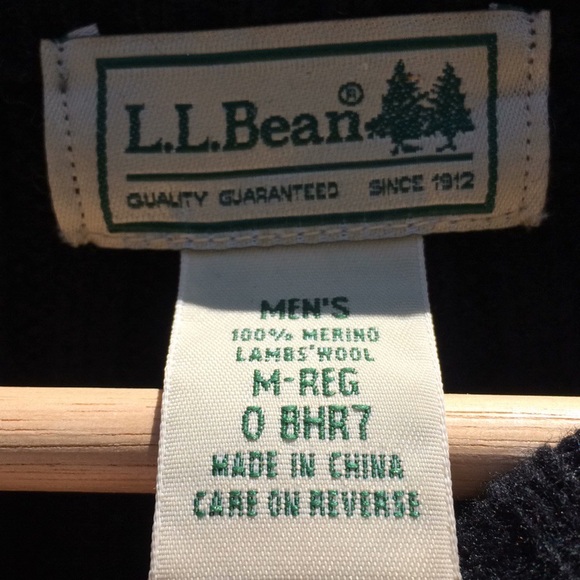 L.L.Bean®
QUALITY GUARANTEED SINCE 1912
MEN'S
100% MERINO
LAMBS' WOOL
M-REG
0 8HR7
MADE IN CHINA
CARE ON REVERSE